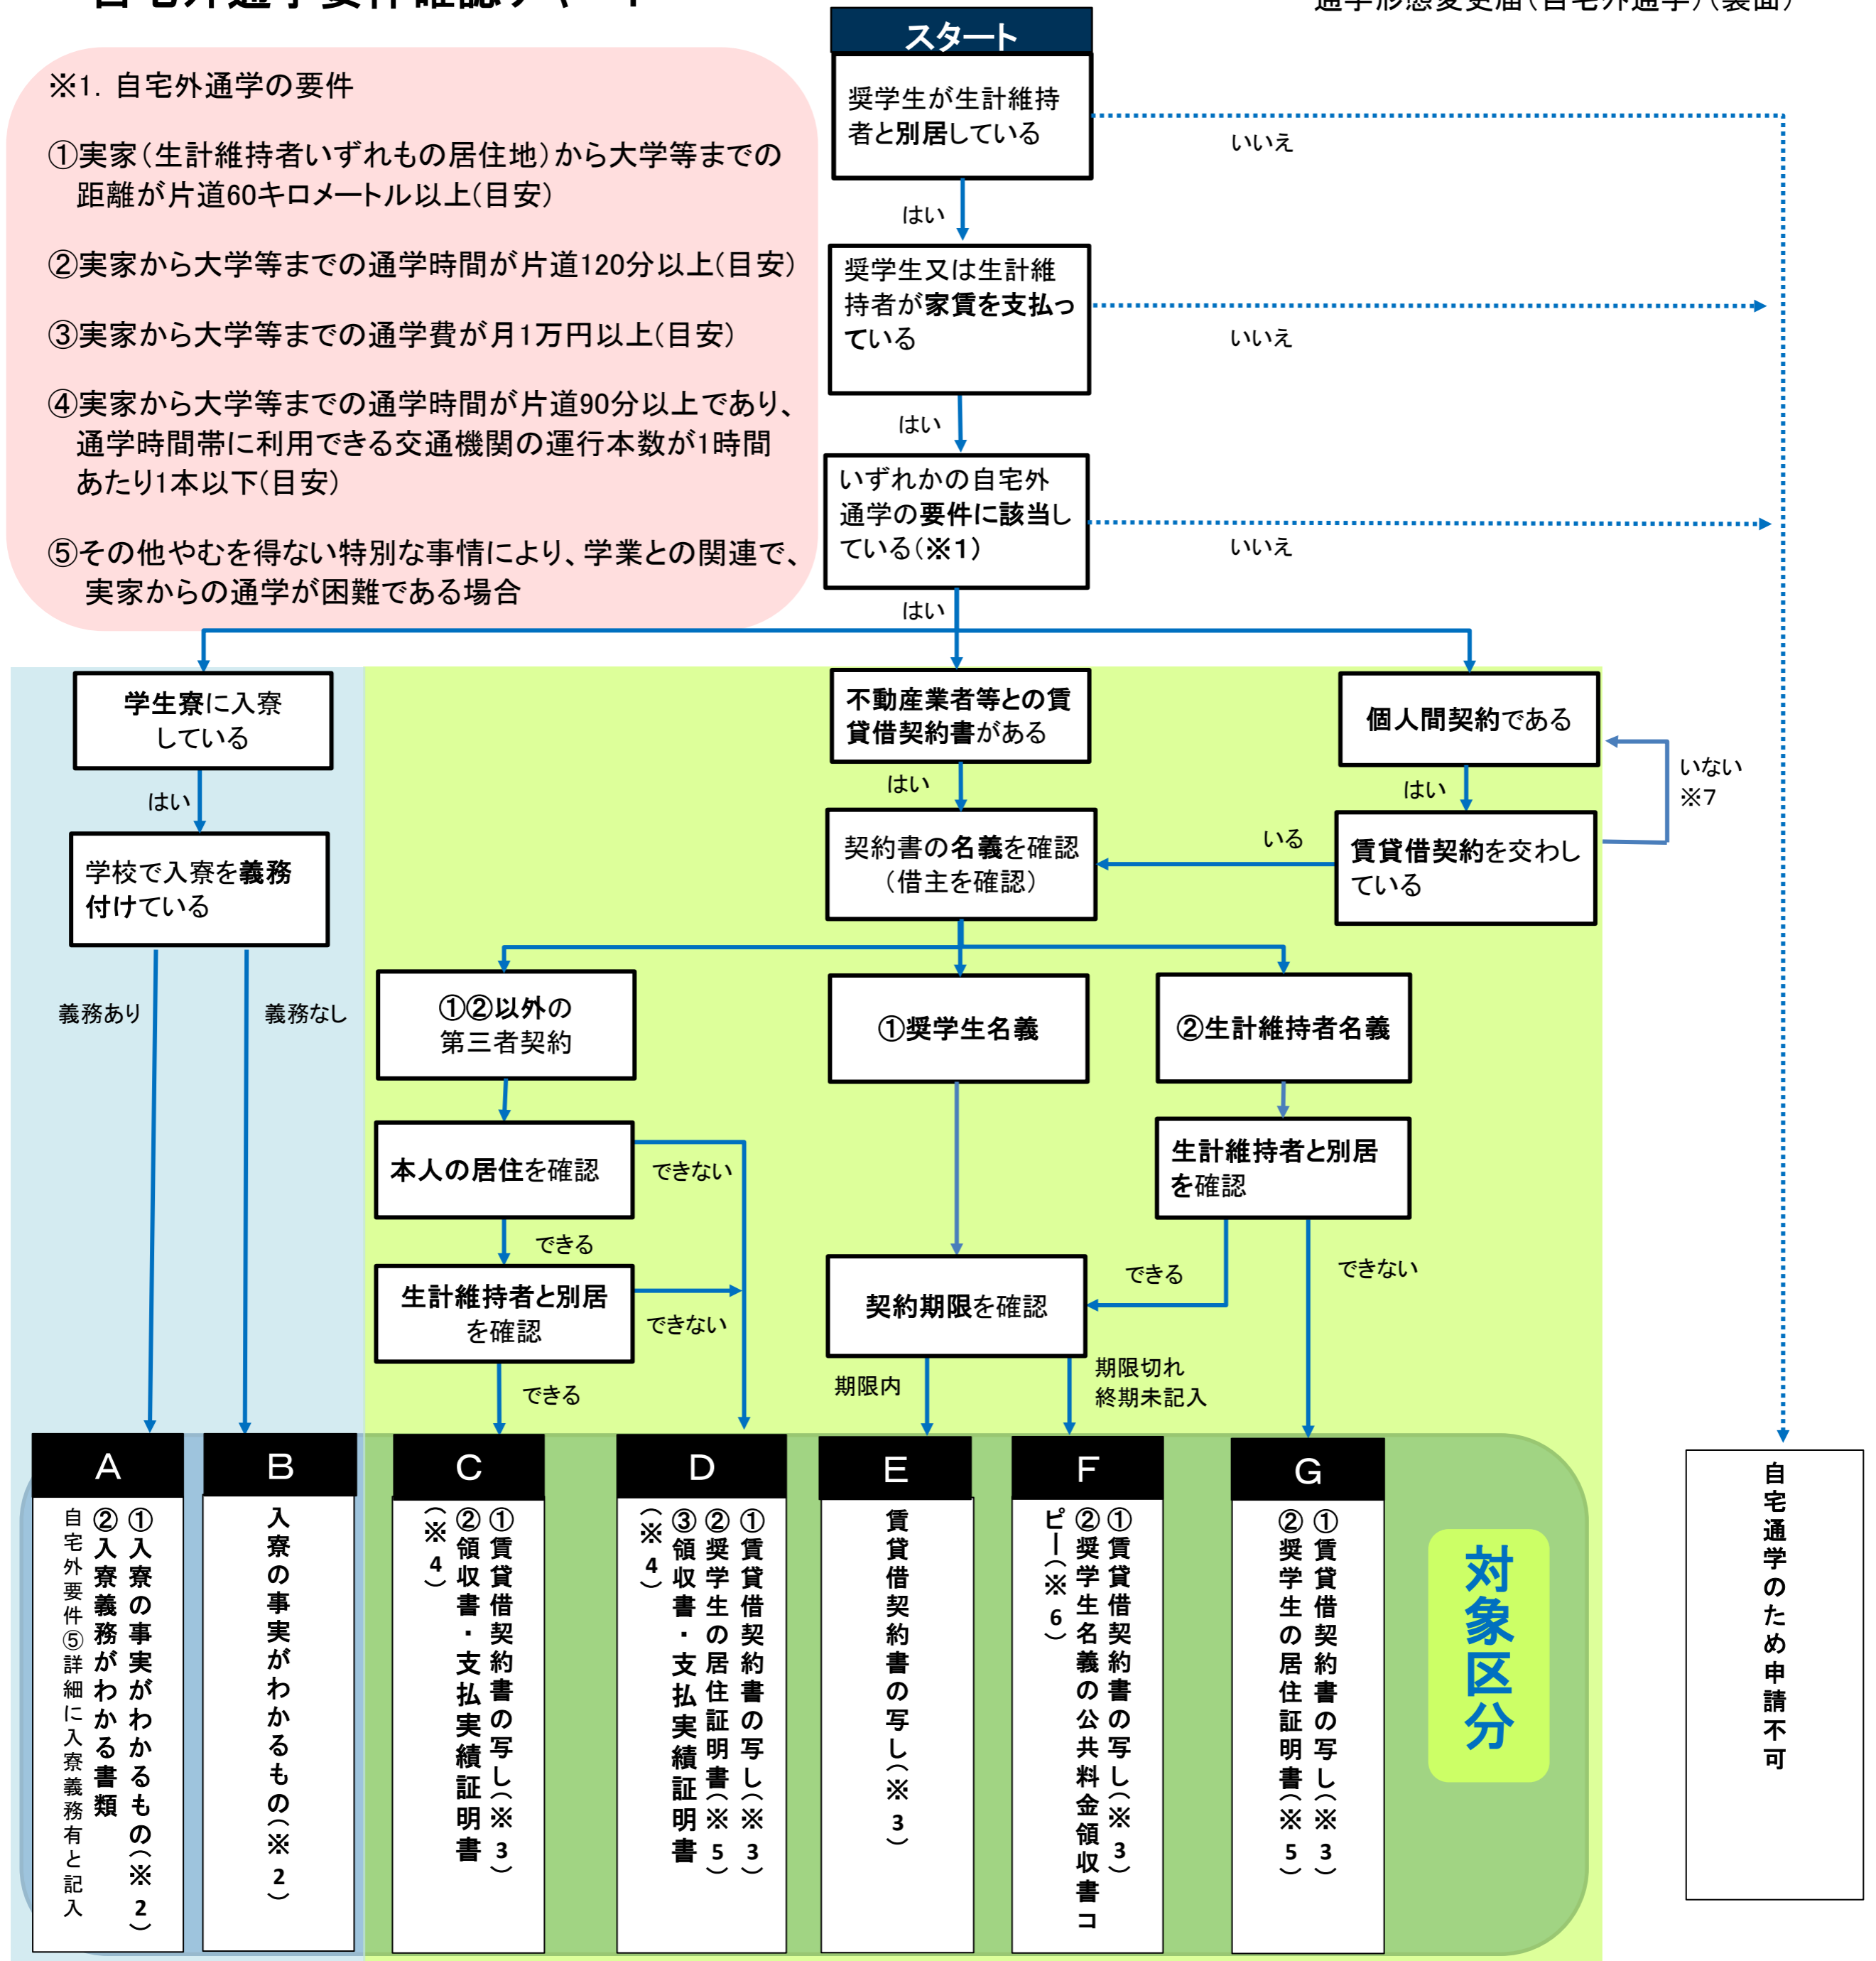 自宅外通学要件確認チャート
通学形態変更届(自宅外通学)(裏面)
※1．自宅外通学の要件
①実家(生計維持者いずれもの居住地)から大学等までの
距離が片道60キロメートル以上(目安)
②実家から大学等までの通学時間が片道120分以上(目安)
③実家から大学等までの通学費が月1万円以上(目安)
④実家から大学等までの通学時間が片道90分以上であり、
通学時間帯に利用できる交通機関の運行本数が1時間
あたり1本以下(目安)
⑤その他やむを得ない特別な事情により、学業との関連で、
実家からの通学が困難である場合
スタート
奨学生が生計維持
者と別居している
いいえ
はい
奨学生又は生計維
持者が家賃を支払っ
ている
いいえ
はい
いずれかの自宅外
通学の要件に該当し
ている(※1)
いいえ
はい
学生寮に入寮
している
はい
学校で入寮を義務
付けている
義務あり
義務なし
不動産業者等との賃
貸借契約書がある
はい
契約書の名義を確認
(借主を確認)
個人間契約である
はい
いない
※7
賃貸借契約を交わし
ている
いる
①②以外の
第三者契約
①奨学生名義
②生計維持者名義
本人の居住を確認
できない
できる
生計維持者と別居
を確認
できない
できる
生計維持者と別居
を確認
できる
できない
契約期限を確認
期限内
期限切れ
終期未記入
A
①入寮の事実がわかるもの(※2)
②入寮義務がわかる書類
自宅外要件⑤詳細に入寮義務有と記入
B
入寮の事実がわかるもの(※2)
C
①賃貸借契約書の写し(※3)
②領収書・支払実績証明書
(※4)
D
①賃貸借契約書の写し(※3)
②奨学生の居住証明書(※5)
③領収書・支払実績証明書
(※4)
E
賃貸借契約書の写し(※3)
F
①賃貸借契約書の写し(※3)
②奨学生名義の公共料金領収書コ
ピー(※6)
G
①賃貸借契約書の写し(※3)
②奨学生の居住証明書(※5)
対象区分
自宅通学のため申請不可